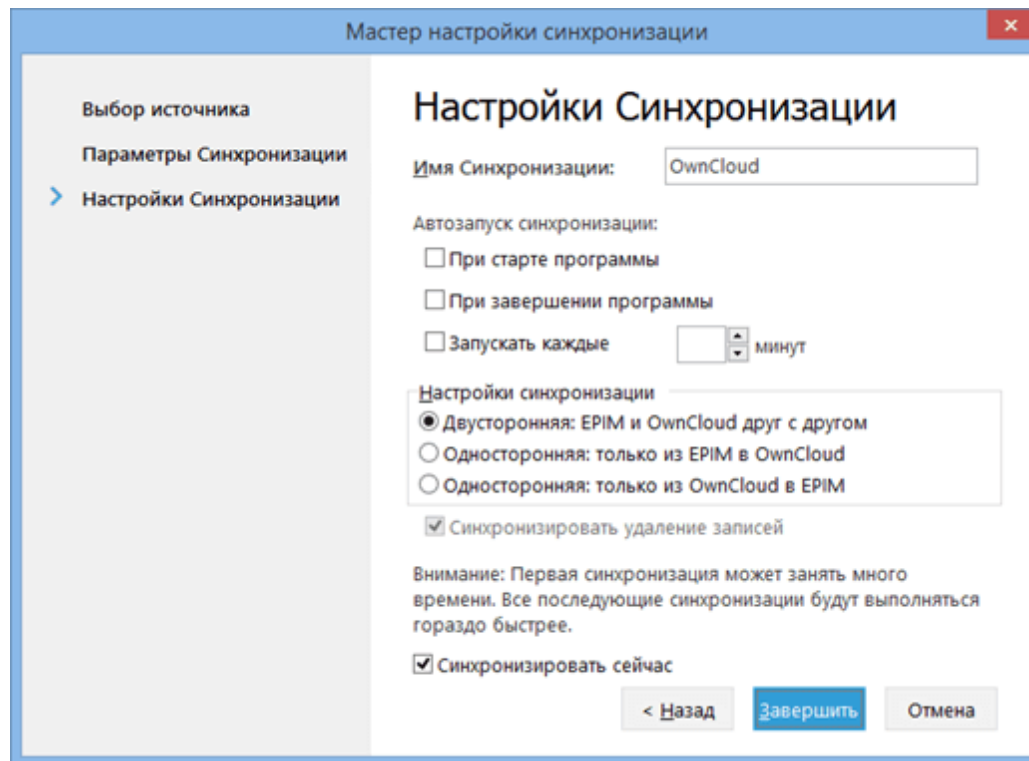 Мастер настройки синхронизации
Выбор источника
Параметры Синхронизации
Настройки Синхронизации
Настройки Синхронизации
Имя Синхронизации: OwnCloud
Автозапуск синхронизации:
При старте программы
При завершении программы
Запускать каждые минут
Настройки синхронизации
Двусторонняя: EPIM и OwnCloud друг с другом
Односторонняя: только из EPIM в OwnCloud
Односторонняя: только из OwnCloud в EPIM
Синхронизировать удаление записей
Внимание: Первая синхронизация может занять много
времени. Все последующие синхронизации будут выполняться
гораздо быстрее.
Синхронизировать сейчас
< Назад Завершить Отмена